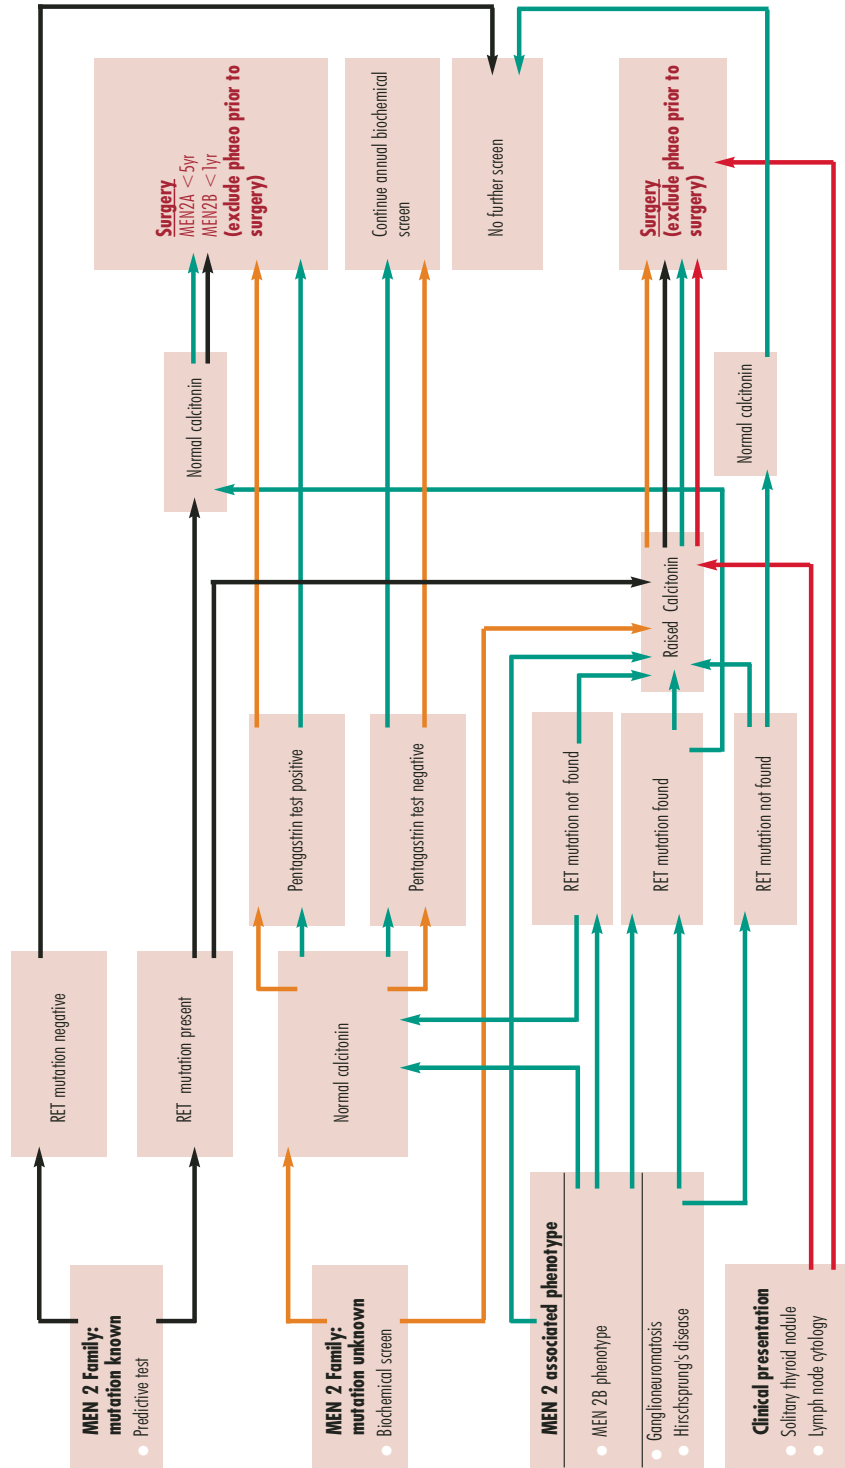 MEN 2 Family:
mutation known
Predictive test
MEN 2 Family:
mutation unknown
Biochemical screen
MEN 2 associated phenotype
MEN 2B phenotype
Ganglioneuromatosis
Hirschsprung's disease
Clinical presentation
Solitary thyroid nodule
Lymph node cytology
RET mutation negative
RET mutation present
Normal calcitonin
Pentagastrin test positive
Pentagastrin test negative
RET mutation not found
RET mutation found
RET mutation not found
Raised Calcitonin
Normal calcitonin
Normal calcitonin
Surgery
MEN2A <5yr
MEN2B <1yr
(exclude phaeo prior to
surgery)
Continue annual biochemical
screen
No further screen
Surgery
(exclude phaeo prior to
surgery)